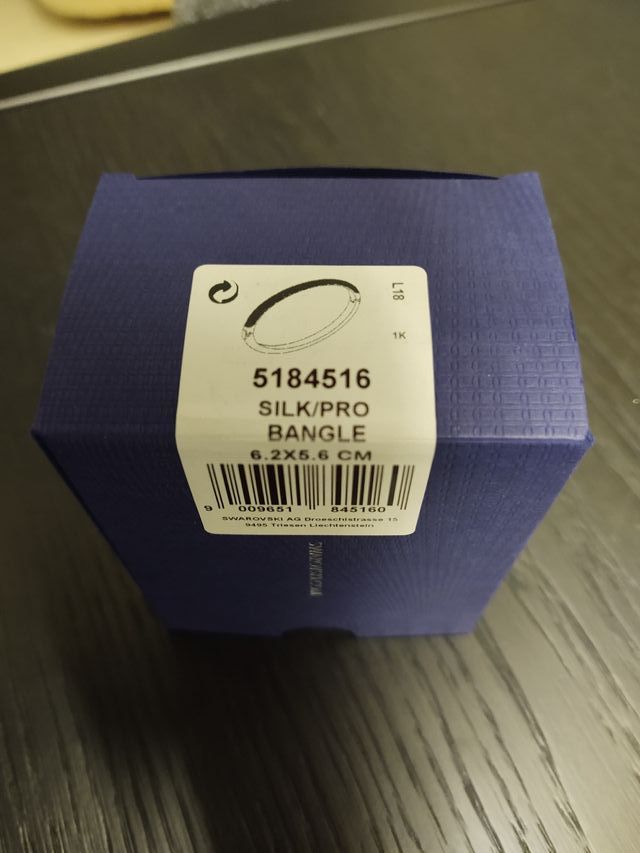 L18
1K
5184516
SILK/PRO
BANGLE
6.2X5.6 CM
9 009651 845160
SWAROVSKI AG Droeschistrasse 15
9495 Triesen Liechtenstein
SWAROVSKI